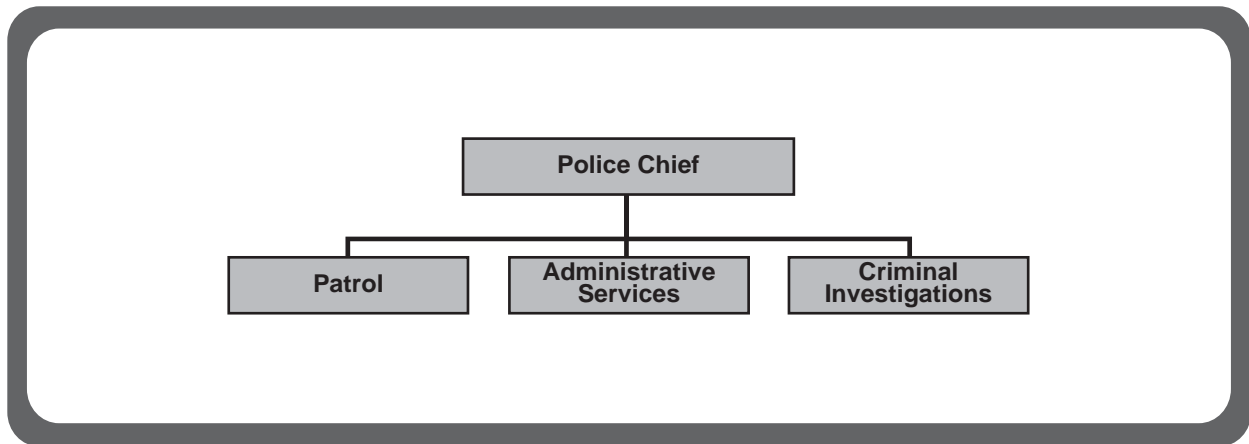 Police Chief
Patrol
Administrative
Services
Criminal
Investigations